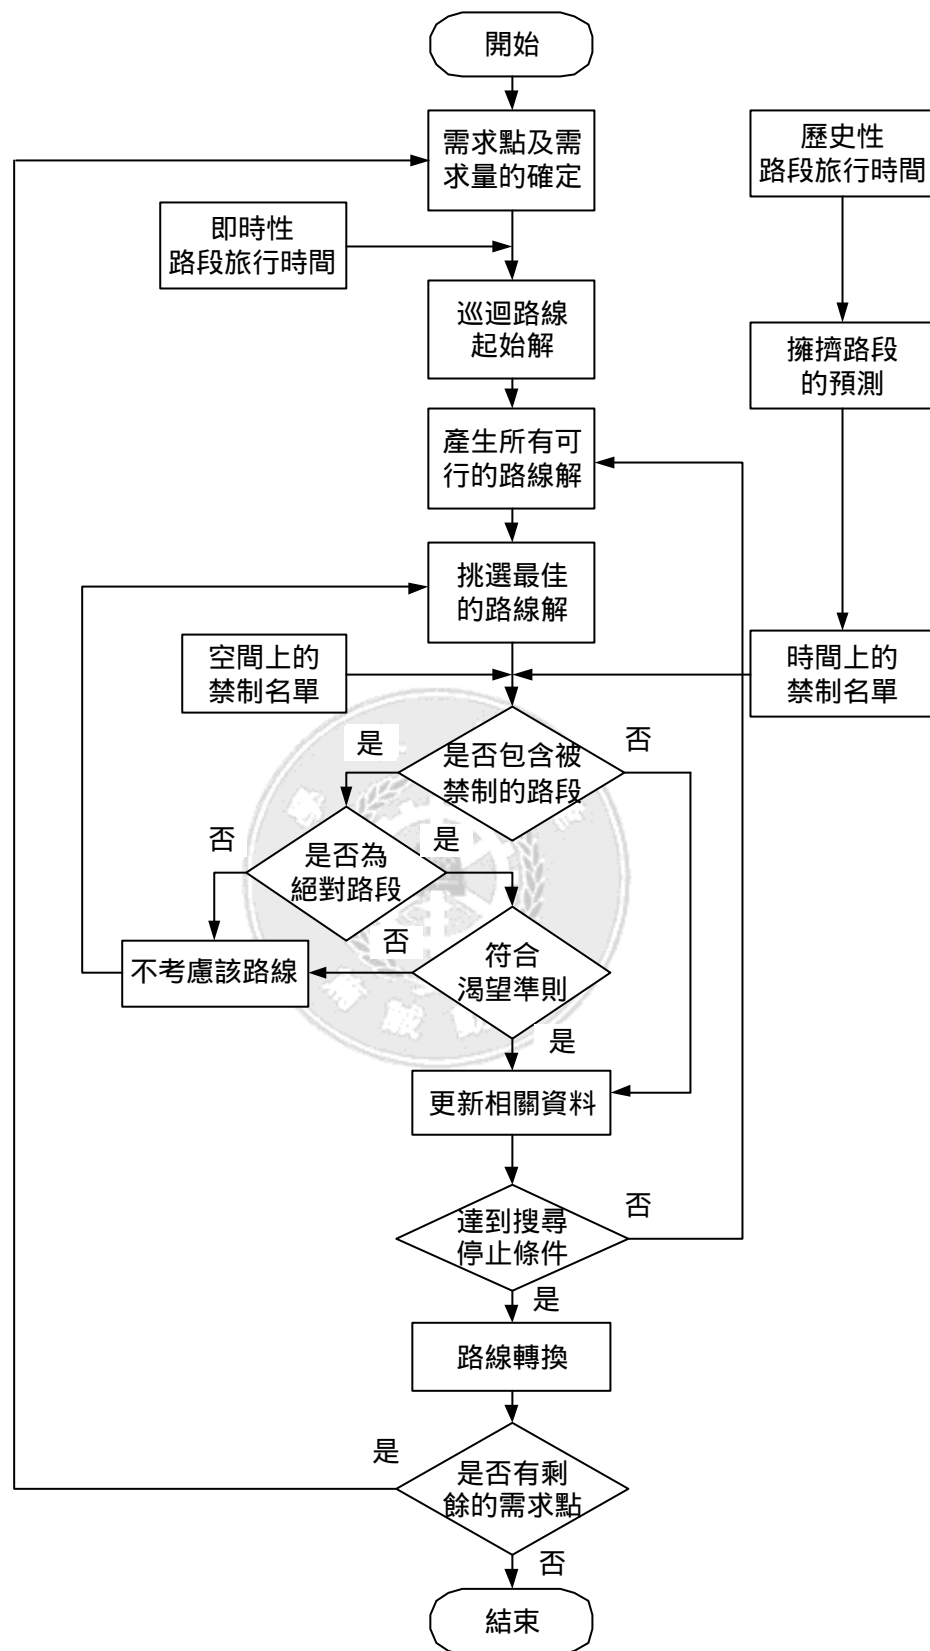 開始
需求點及需
求量的確定
歷史性
路段旅行時間
即時性
路段旅行時間
巡迴路線
起始解
擁擠路段
的預測
產生所有可
行的路線解
挑選最佳
的路線解
空間上的
禁制名單
時間上的
禁制名單
是否包含被
禁制的路段
是
否
是否為
絕對路段
否
是
不考慮該路線
否
符合
渴望準則
是
更新相關資料
達到搜尋
停止條件
否
是
路線轉換
是
是否有剩
餘的需求點
否
結束